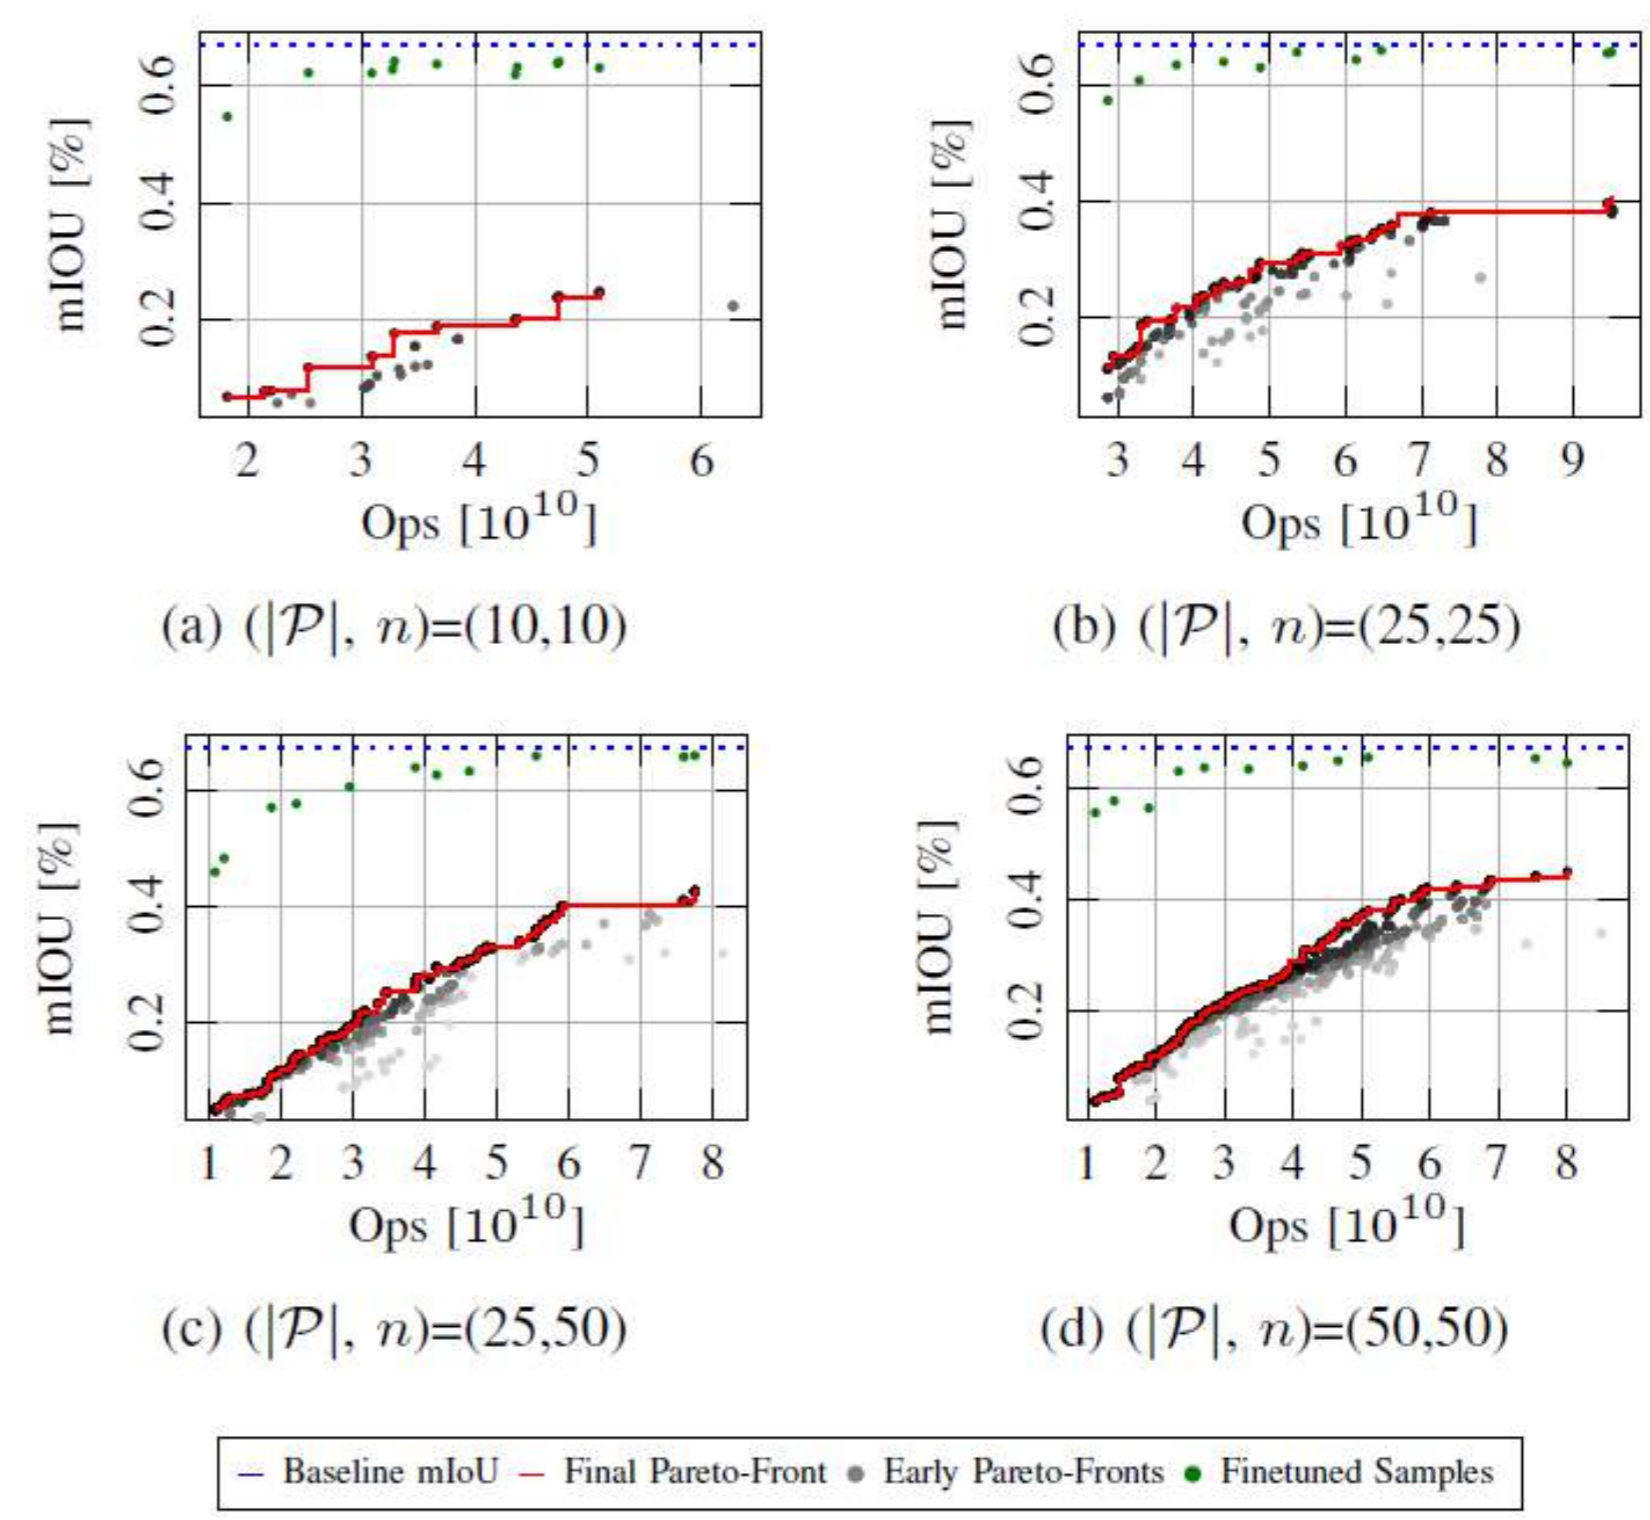 mIOU [%]
0.6
0.4
0.2
2 3 4 5 6
Ops [10^10]
(a) (|𝒫|, n)=(10,10)
mIOU [%]
0.6
0.4
0.2
3 4 5 6 7 8 9
Ops [10^10]
(b) (|𝒫|, n)=(25,25)
mIOU [%]
0.6
0.4
0.2
1 2 3 4 5 6 7 8
Ops [10^10]
(c) (|𝒫|, n)=(25,50)
mIOU [%]
0.6
0.4
0.2
1 2 3 4 5 6 7 8
Ops [10^10]
(d) (|𝒫|, n)=(50,50)
Baseline mIoU Final Pareto-Front Early Pareto-Fronts Finetuned Samples